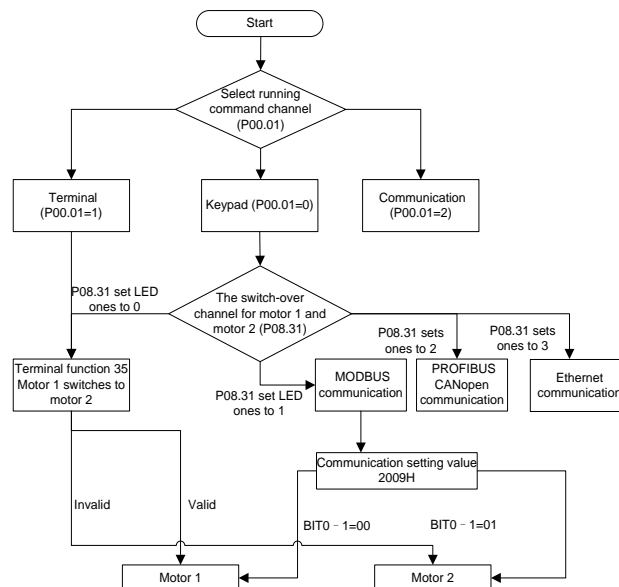 Start
Select running
command channel
(P00.01)
Terminal
(P00.01=1)
Keypad (P00.01=0)
Communication
(P00.01=2)
P08.31 set LED
ones to 0
The switch-over
channel for motor 1 and
motor 2 (P08.31)
P08.31 sets
ones to 2
P08.31 sets
ones to 3
Terminal function 35
Motor 1 switches to
motor 2
P08.31 set LED
ones to 1
MODBUS
communication
PROFIBUS
CANopen
communication
Ethernet
communication
Communication setting value
2009H
Invalid
Valid
BIT0﹣1=00
BIT0﹣1=01
Motor 1
Motor 2